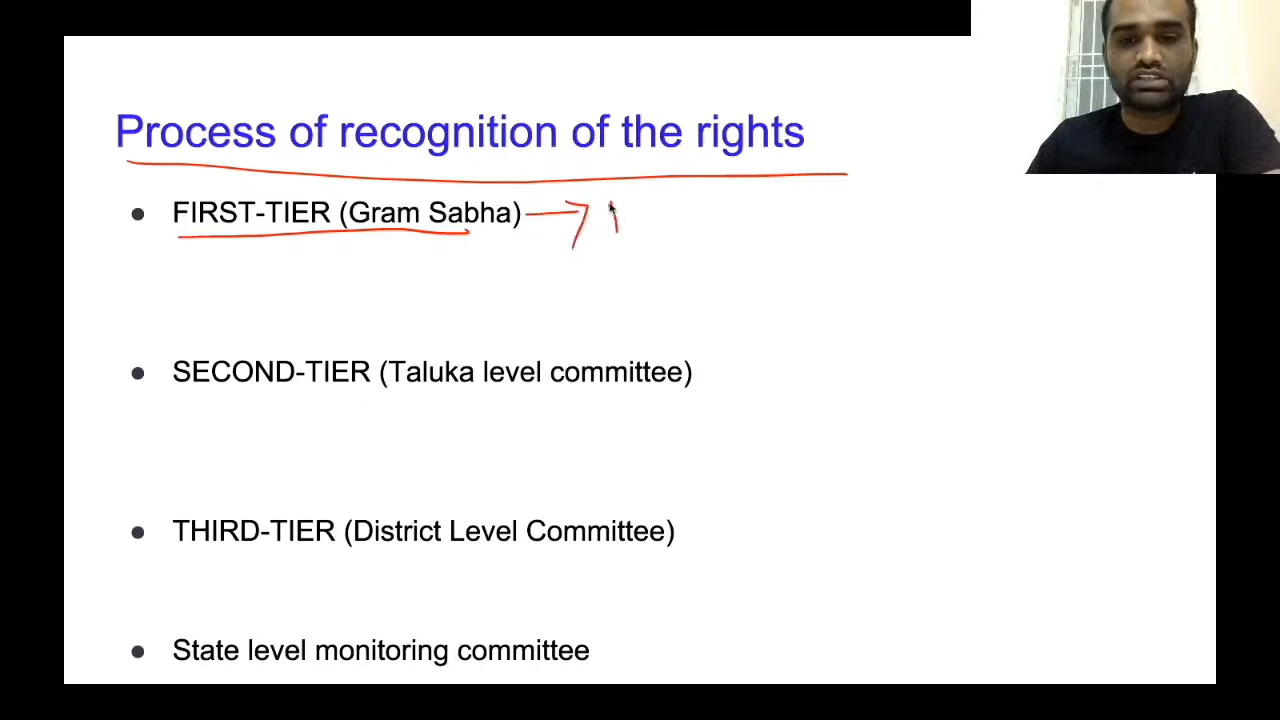 Process of recognition of the rights
● FIRST-TIER (Gram Sabha)
● SECOND-TIER (Taluka level committee)
● THIRD-TIER (District Level Committee)
● State level monitoring committee